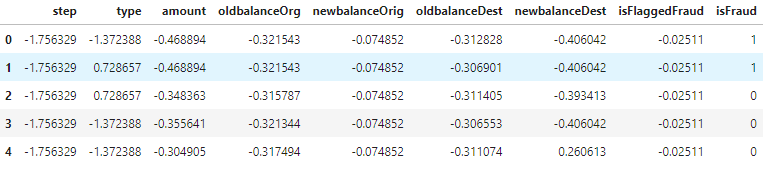 step type amount oldbalanceOrg newbalanceOrig oldbalanceDest newbalanceDest isFlaggedFraud isFraud
0 -1.756329 -1.372388 -0.468894 -0.321543 -0.074852 -0.312828 -0.406042 -0.02511 1
1 -1.756329 0.728657 -0.468894 -0.321543 -0.074852 -0.306901 -0.406042 -0.02511 1
2 -1.756329 0.728657 -0.348363 -0.315787 -0.074852 -0.311405 -0.393413 -0.02511 0
3 -1.756329 -1.372388 -0.355641 -0.321344 -0.074852 -0.306553 -0.406042 -0.02511 0
4 -1.756329 -1.372388 -0.304905 -0.317494 -0.074852 -0.311074 0.260613 -0.02511 0